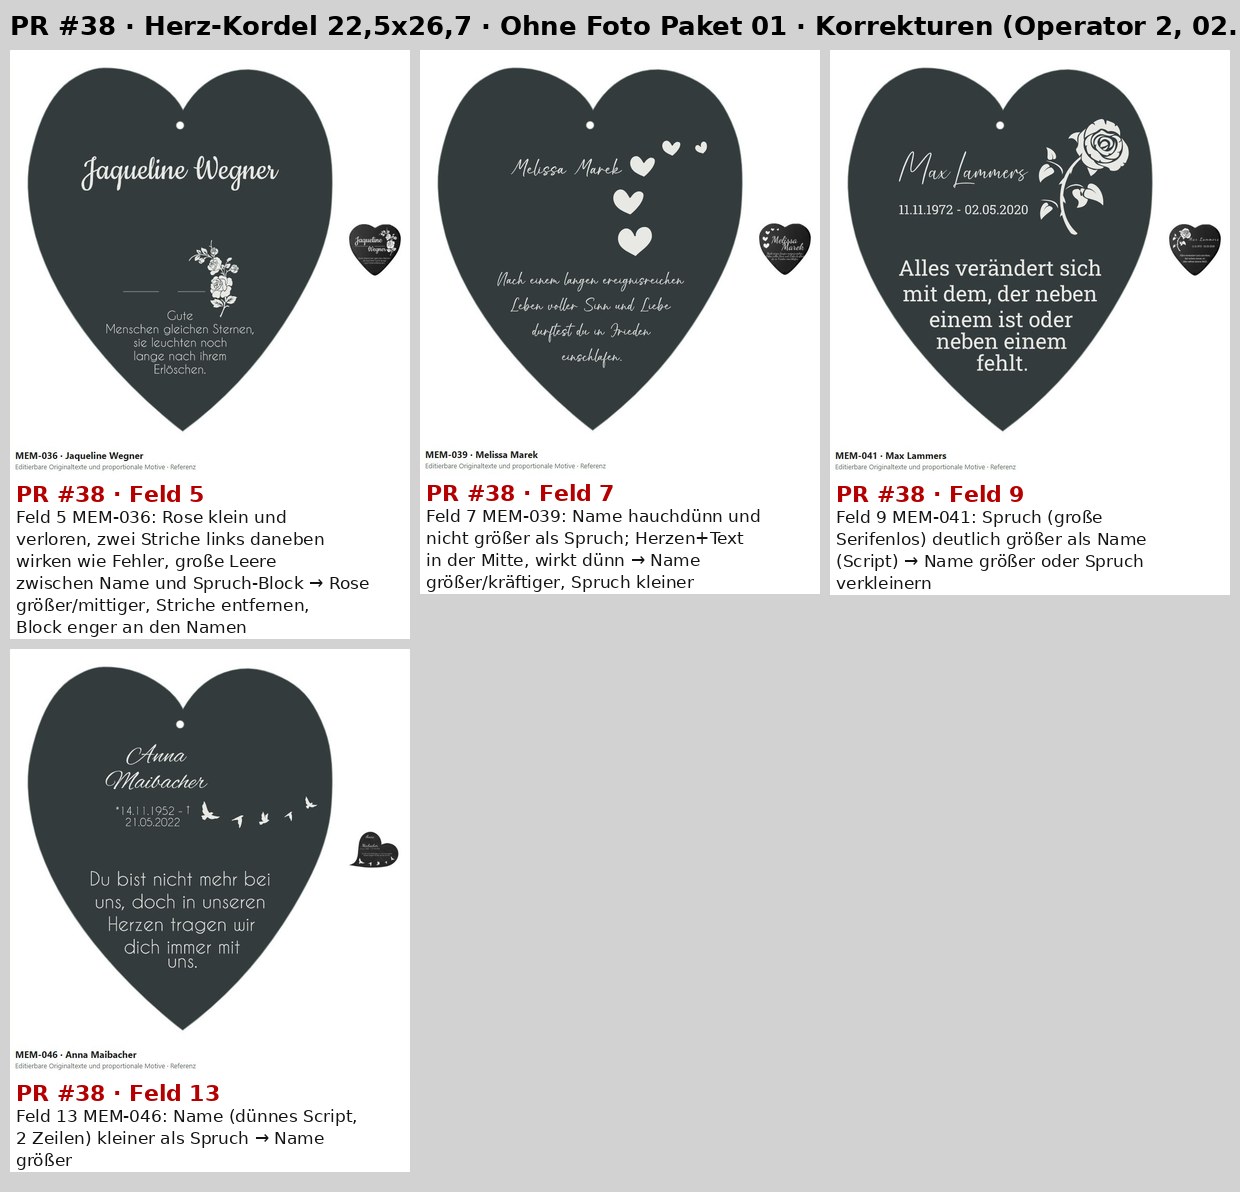 PR #38 · Herz-Kordel 22,5x26,7 · Ohne Foto Paket 01 · Korrekturen (Operator 2, 02.
Jaqueline Wegner
Gute
Menschen gleichen Sternen,
sie leuchten noch
lange nach ihrem
Erlöschen.
MEM-036 · Jaqueline Wegner
Editierbare Originaltexte und proportionale Motive · Referenz
PR #38 · Feld 5
Feld 5 MEM-036: Rose klein und
verloren, zwei Striche links daneben
wirken wie Fehler, große Leere
zwischen Name und Spruch-Block → Rose
größer/mittiger, Striche entfernen,
Block enger an den Namen
Melissa Marek
Nach einem langen ereignisreichen
Leben voller Sinn und Liebe
durftest du in Frieden
einschlafen.
Melissa
Marek
MEM-039 · Melissa Marek
Editierbare Originaltexte und proportionale Motive · Referenz
PR #38 · Feld 7
Feld 7 MEM-039: Name hauchdünn und
nicht größer als Spruch; Herzen+Text
in der Mitte, wirkt dünn → Name
größer/kräftiger, Spruch kleiner
Max Lammers
11.11.1972 - 02.05.2020
Alles verändert sich
mit dem, der neben
einem ist oder
neben einem
fehlt.
MEM-041 · Max Lammers
Editierbare Originaltexte und proportionale Motive · Referenz
PR #38 · Feld 9
Feld 9 MEM-041: Spruch (große
Serifenlos) deutlich größer als Name
(Script) → Name größer oder Spruch
verkleinern
Anna
Maibacher
*14.11.1952 - †
21.05.2022
Du bist nicht mehr bei
uns, doch in unseren
Herzen tragen wir
dich immer mit
uns.
MEM-046 · Anna Maibacher
Editierbare Originaltexte und proportionale Motive · Referenz
PR #38 · Feld 13
Feld 13 MEM-046: Name (dünnes Script,
2 Zeilen) kleiner als Spruch → Name
größer